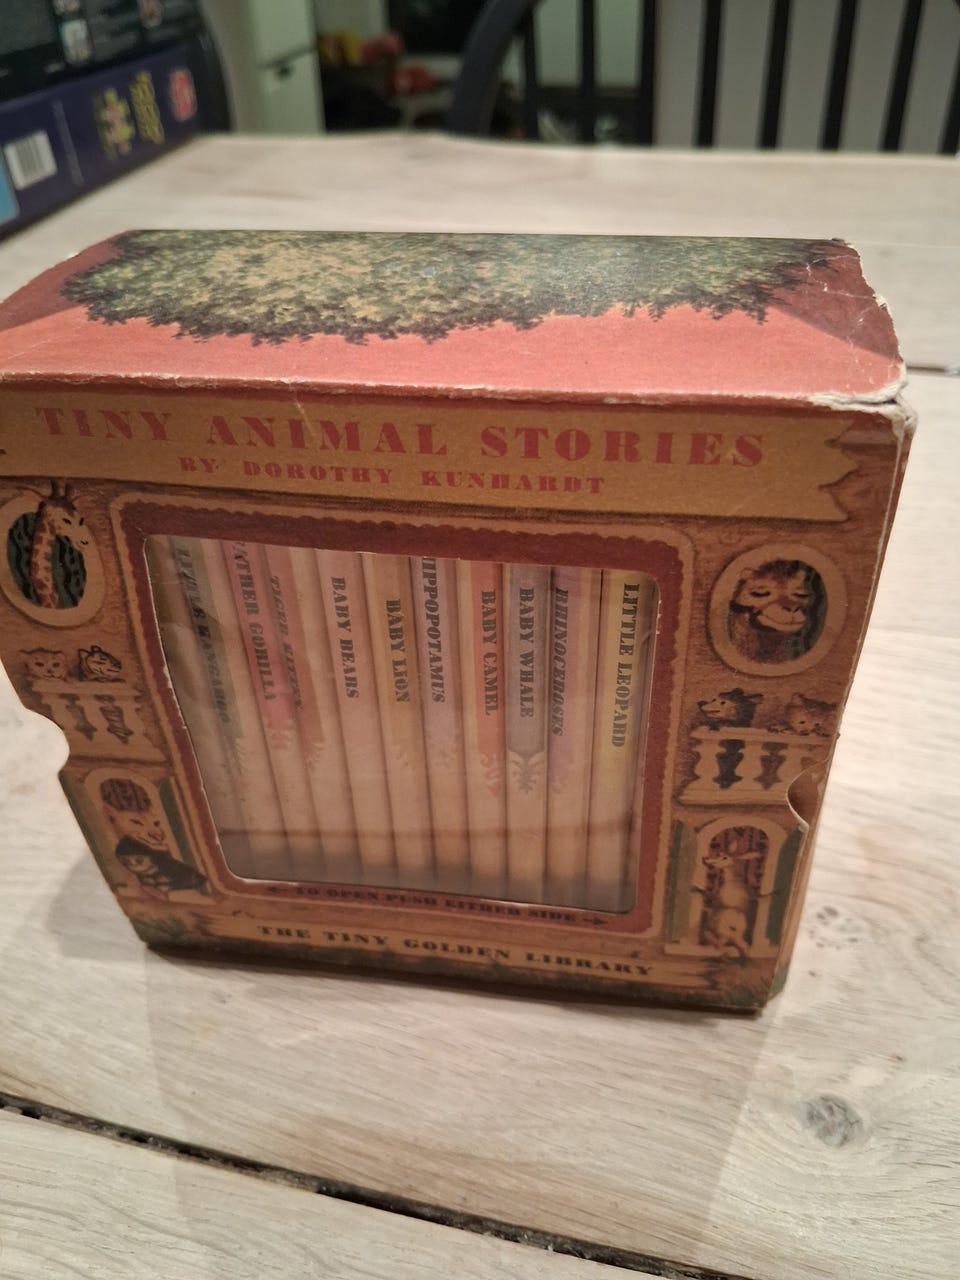 TINY ANIMAL STORIES
BY DOROTHY KUNHARDT
LITTLE KANGAROO
FATHER GORILLA
TIGER KITTEN
BABY BEARS
BABY LION
HIPPOPOTAMUS
BABY CAMEL
BABY WHALE
RHINOCEROSES
LITTLE LEOPARD
TO OPEN PUSH EITHER SIDE
THE TINY GOLDEN LIBRARY